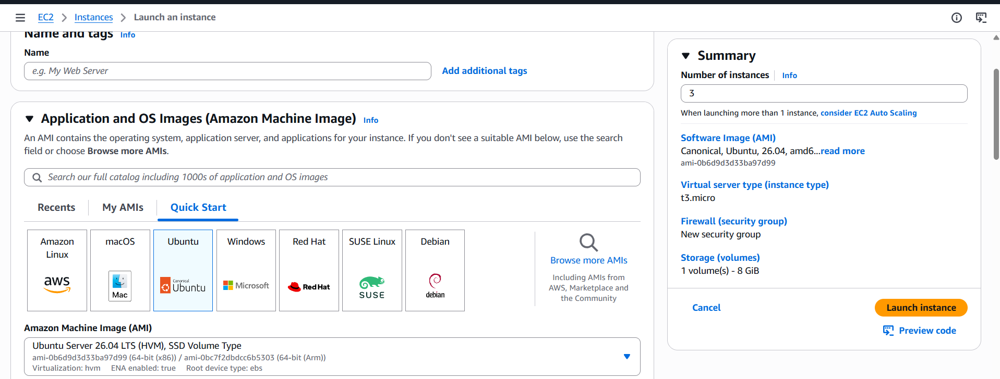 EC2 > Instances > Launch an instance
Name and tags Info
Name
e.g. My Web Server
Add additional tags
Application and OS Images (Amazon Machine Image) Info
An AMI contains the operating system, application server, and applications for your instance. If you don't see a suitable AMI below, use the search
field or choose Browse more AMIs.
Search our full catalog including 1000s of application and OS images
Recents
My AMIs
Quick Start
Amazon
Linux
aws
macOS
Mac
Ubuntu
Canonical
Ubuntu
Windows
Microsoft
Red Hat
Red Hat
SUSE Linux
SUSE
Debian
debian
Browse more AMIs
Including AMIs from
AWS, Marketplace and
the Community
Amazon Machine Image (AMI)
Ubuntu Server 26.04 LTS (HVM), SSD Volume Type
ami-0b6d9d3d33ba97d99 (64-bit (x86)) / ami-0bc7f2dbdcc6b5303 (64-bit (Arm))
Virtualization: hvm ENA enabled: true Root device type: ebs
Summary
Number of instances Info
3
When launching more than 1 instance, consider EC2 Auto Scaling
Software Image (AMI)
Canonical, Ubuntu, 26.04, amd6...read more
ami-0b6d9d3d33ba97d99
Virtual server type (instance type)
t3.micro
Firewall (security group)
New security group
Storage (volumes)
1 volume(s) - 8 GiB
Cancel
Launch instance
Preview code